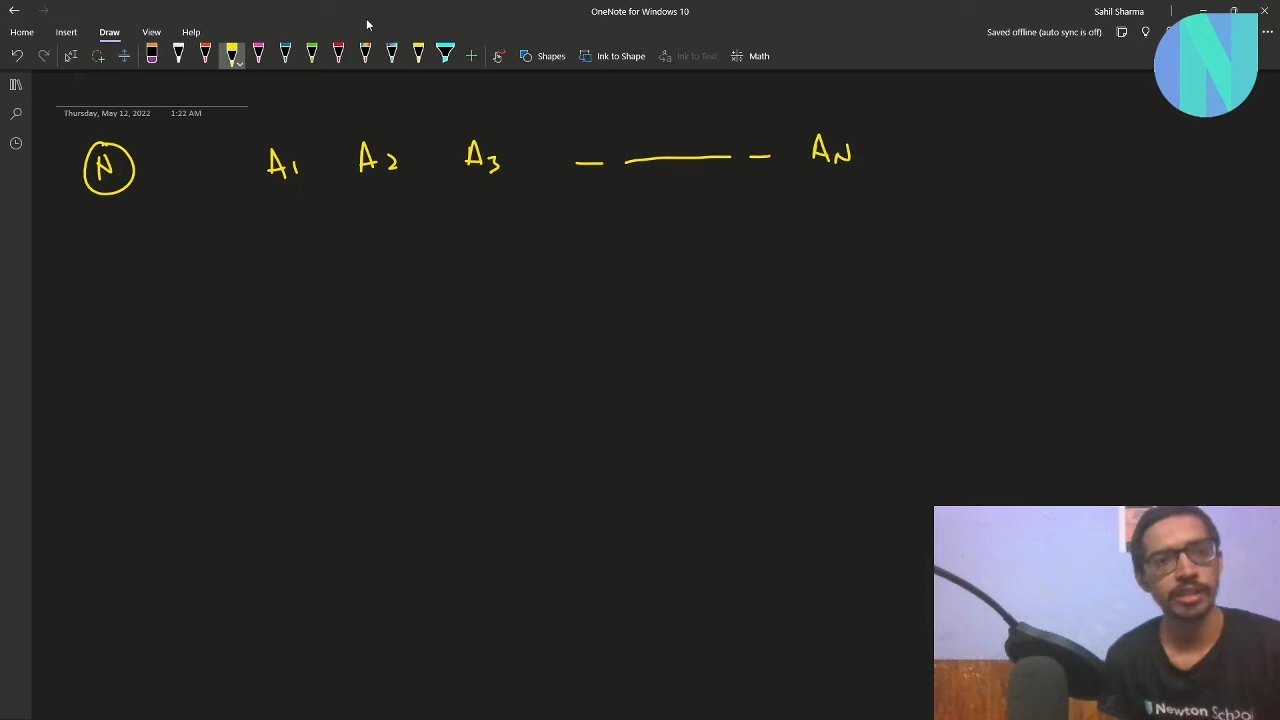 OneNote for Windows 10
Sahil Sharma
Home Insert Draw View Help
Saved offline (auto sync is off)
Shapes Ink to Shape Ink to Text Math
Thursday, May 12, 2022 1:22 AM
N A1 A2 A3 — —— – AN
Newton School